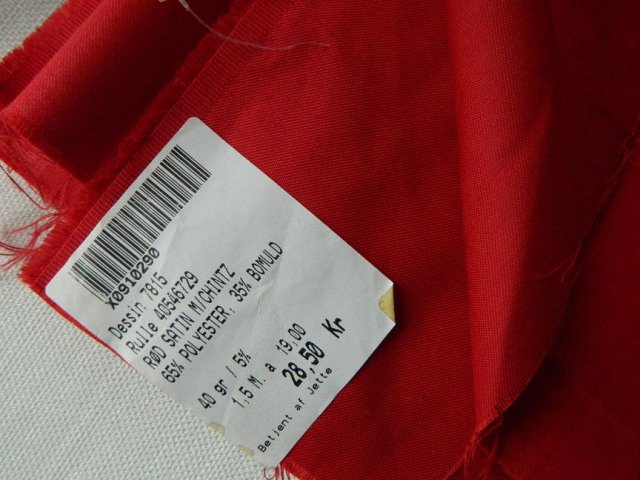 X0910290
Dessin 7815
Rulle 40546729
RØD SATIN M/CHINTZ
65% POLYESTER, 35% BOMULD
40 gr / 5%
1,5 M. a 19,00
28,50 Kr
Betjent af Jette